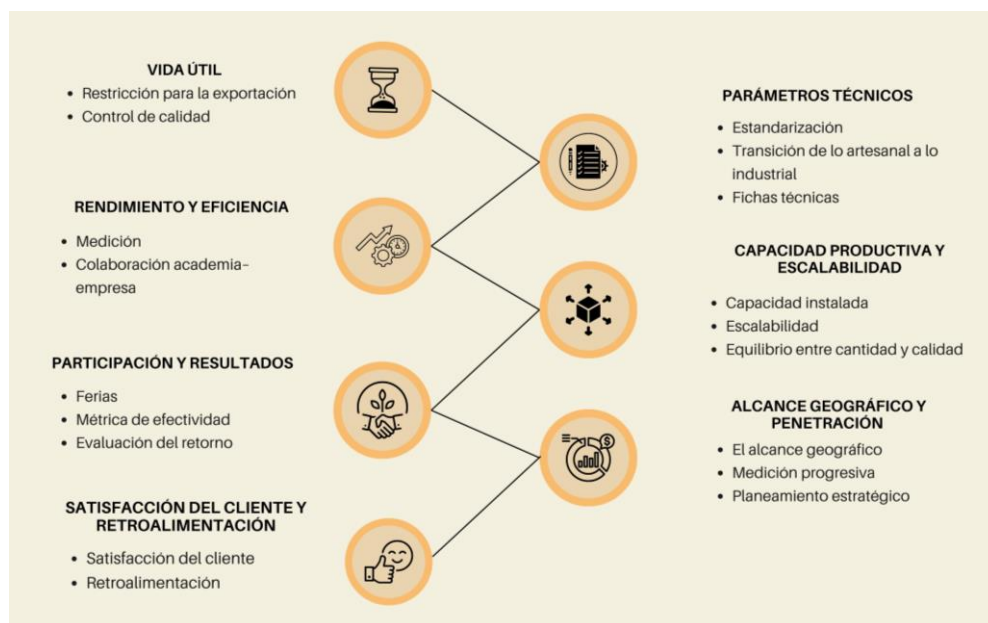 VIDA ÚTIL
• Restricción para la exportación
• Control de calidad
PARÁMETROS TÉCNICOS
• Estandarización
• Transición de lo artesanal a lo
industrial
• Fichas técnicas
RENDIMIENTO Y EFICIENCIA
• Medición
• Colaboración academia–
empresa
CAPACIDAD PRODUCTIVA Y
ESCALABILIDAD
• Capacidad instalada
• Escalabilidad
• Equilibrio entre cantidad y calidad
PARTICIPACIÓN Y RESULTADOS
• Ferias
• Métrica de efectividad
• Evaluación del retorno
ALCANCE GEOGRÁFICO Y
PENETRACIÓN
• El alcance geográfico
• Medición progresiva
• Planeamiento estratégico
SATISFACCIÓN DEL CLIENTE Y
RETROALIMENTACIÓN
• Satisfacción del cliente
• Retroalimentación